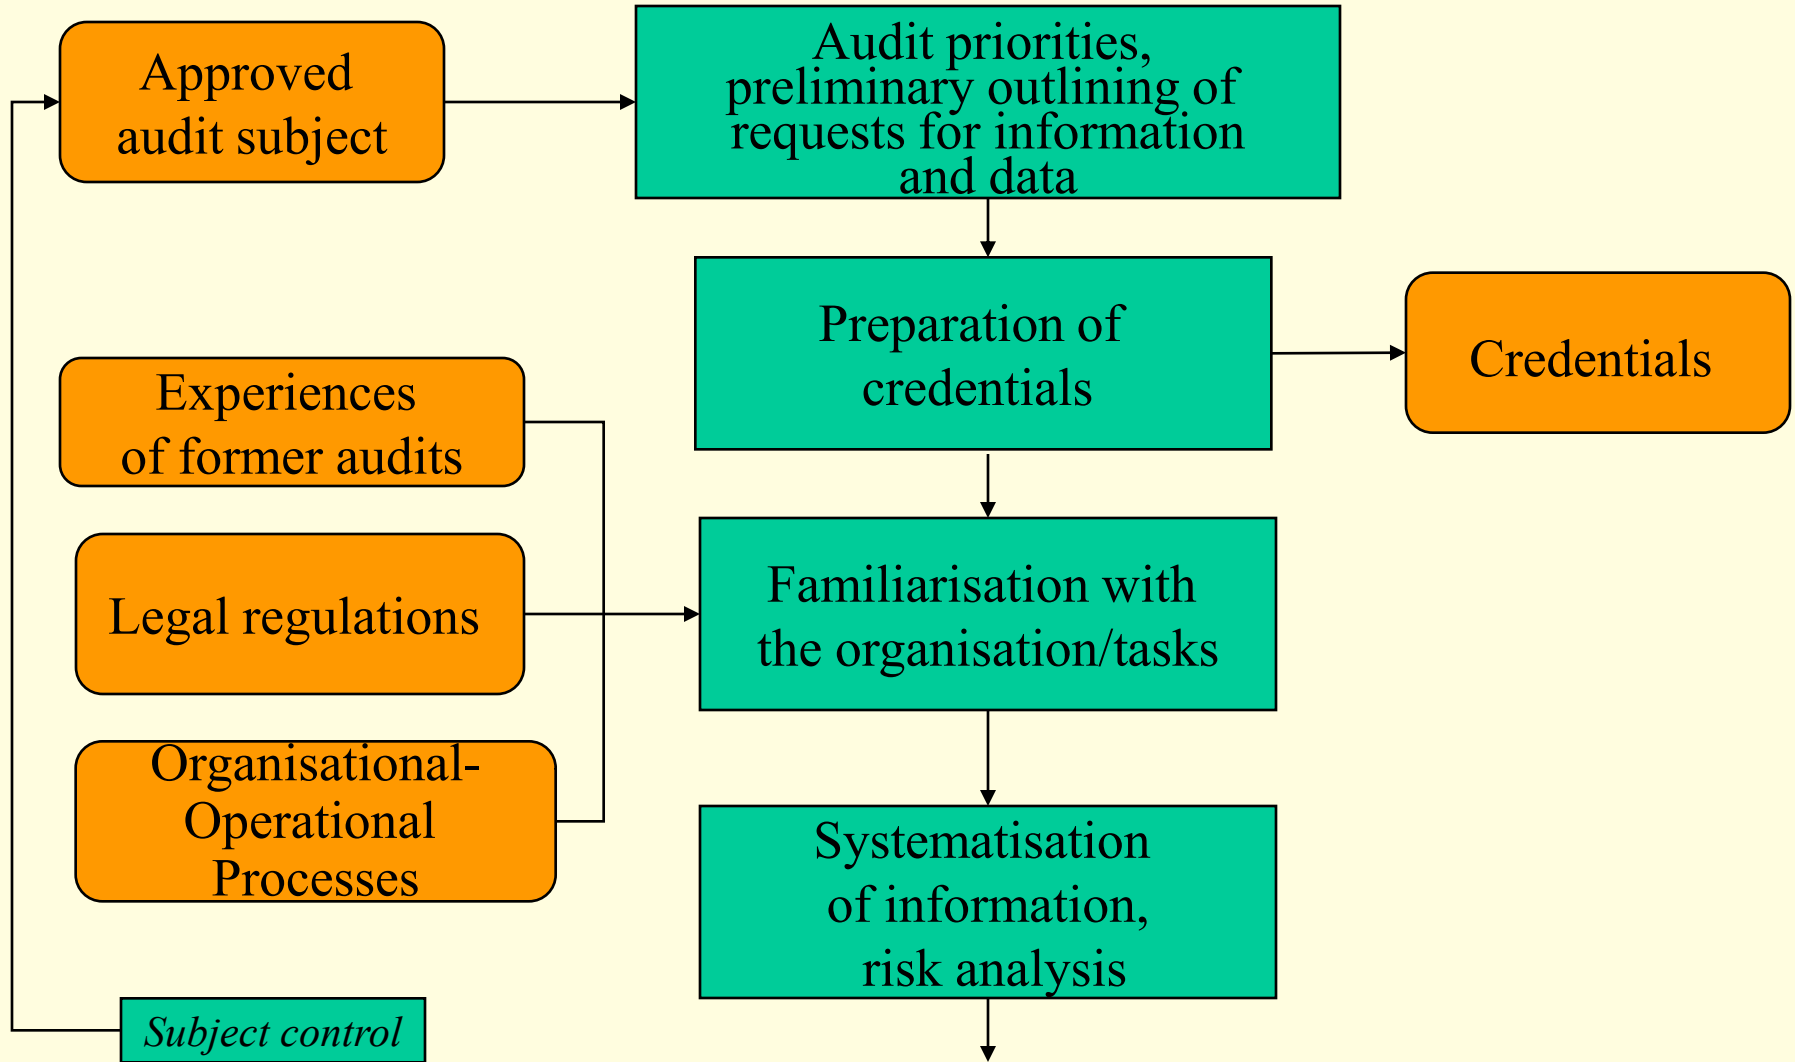 Approved
audit subject
Audit priorities,
preliminary outlining of
requests for information
and data
Preparation of
credentials
Credentials
Experiences
of former audits
Legal regulations
Familiarisation with
the organisation/tasks
Organisational-
Operational
Processes
Systematisation
of information,
risk analysis
Subject control